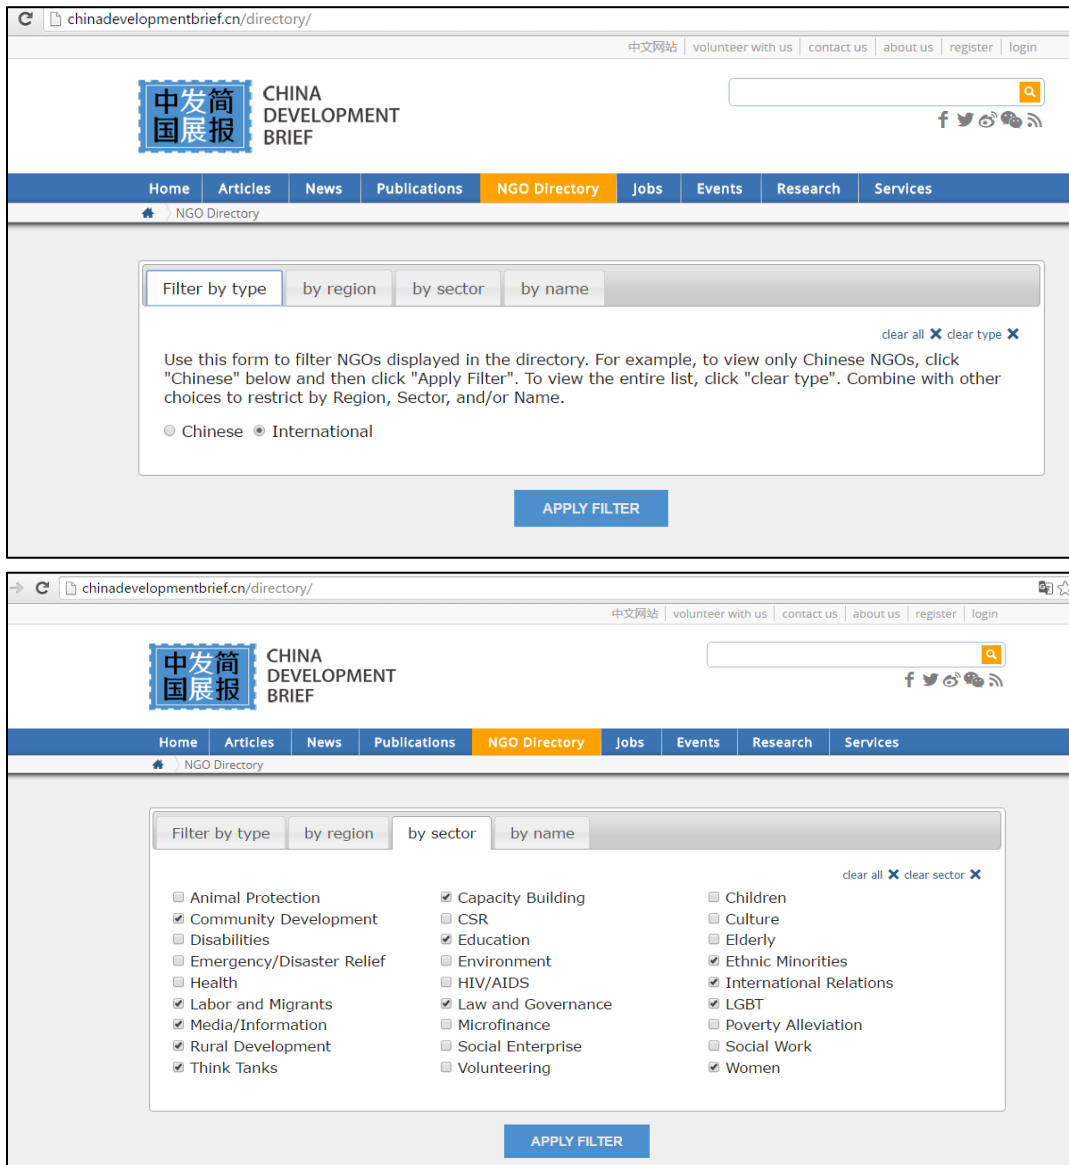 chinadevelopmentbrief.cn/directory/
中文网站 volunteer with us contact us about us register login
中发简
国展报
CHINA
DEVELOPMENT
BRIEF
Home Articles News Publications NGO Directory Jobs Events Research Services
NGO Directory
Filter by type by region by sector by name
clear all clear type
Use this form to filter NGOs displayed in the directory. For example, to view only Chinese NGOs, click
"Chinese" below and then click "Apply Filter". To view the entire list, click "clear type". Combine with other
choices to restrict by Region, Sector, and/or Name.
Chinese International
APPLY FILTER
chinadevelopmentbrief.cn/directory/
中文网站 volunteer with us contact us about us register login
中发简
国展报
CHINA
DEVELOPMENT
BRIEF
Home Articles News Publications NGO Directory Jobs Events Research Services
NGO Directory
Filter by type by region by sector by name
clear all clear sector
Animal Protection Capacity Building Children
Community Development CSR Culture
Disabilities Education Elderly
Emergency/Disaster Relief Environment Ethnic Minorities
Health HIV/AIDS International Relations
Labor and Migrants Law and Governance LGBT
Media/Information Microfinance Poverty Alleviation
Rural Development Social Enterprise Social Work
Think Tanks Volunteering Women
APPLY FILTER